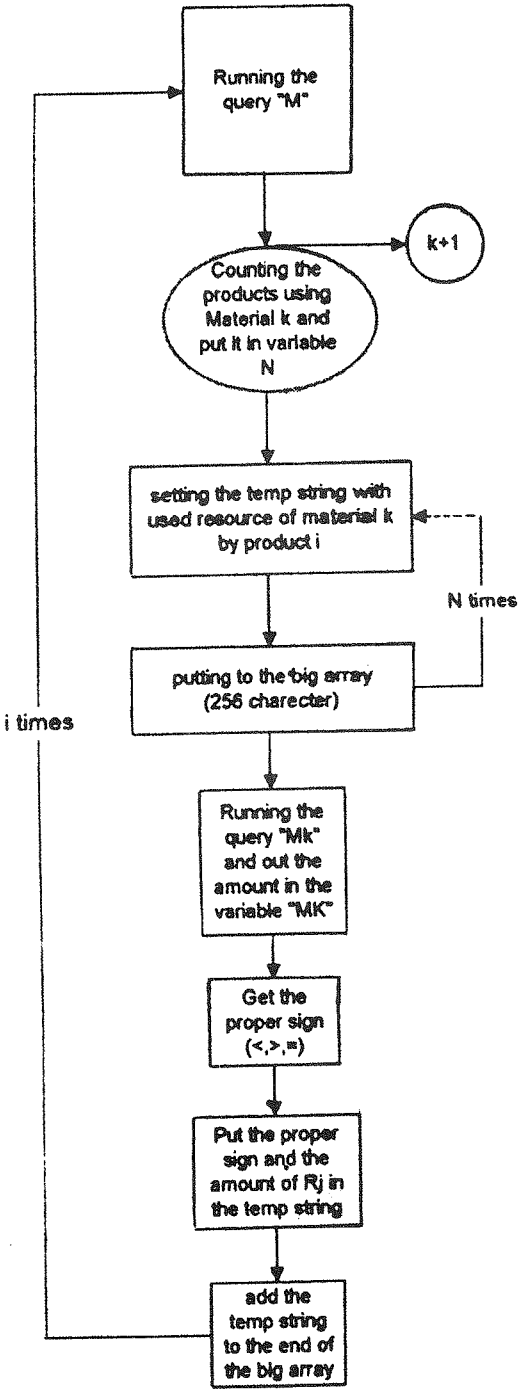 Running the
query "M"
k+1
Counting the
products using
Material k and
put it in variable
N
setting the temp string with
used resource of material k
by product i
N times
putting to the big array
(256 charecter)
i times
Running the
query "Mk"
and out the
amount in the
variable "MK"
Get the
proper sign
(<,>,=)
Put the proper
sign and the
amount of Rj in
the temp string
add the
temp string
to the end of
the big array